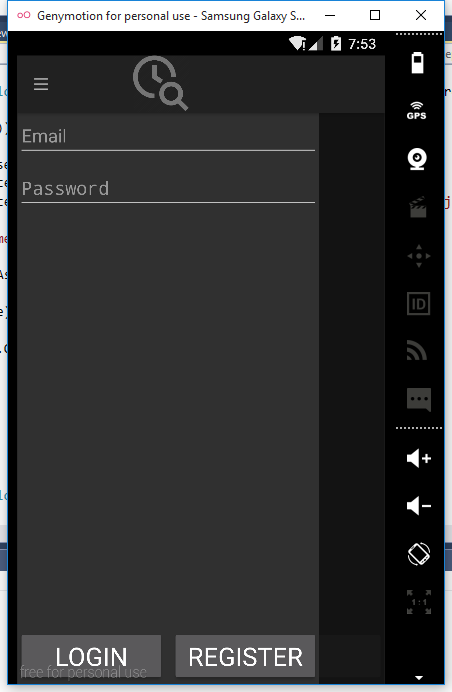 Genymotion for personal use - Samsung Galaxy S...
7:53
GPS
Email
Password
ID
1:1
LOGIN
REGISTER
free for personal use